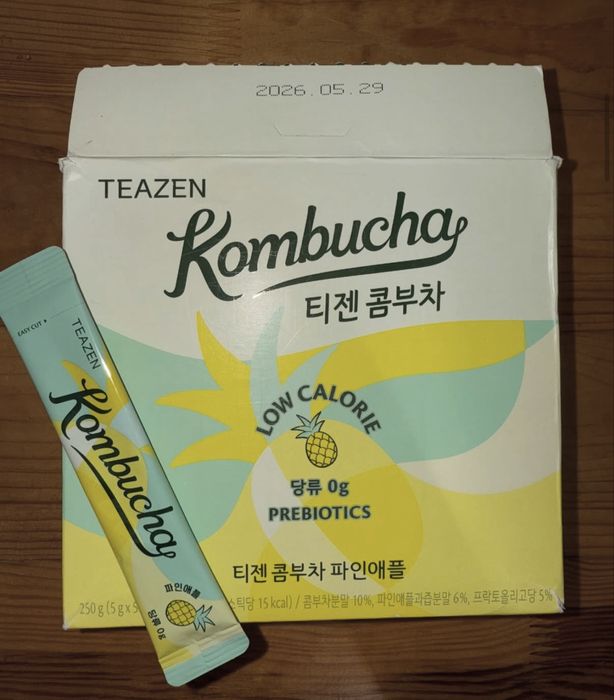 2026.05.29
TEAZEN
Kombucha
티젠 콤부차
LOW CALORIE
당류 0g
PREBIOTICS
티젠 콤부차 파인애플
250 g (5 g x 5
스틱당 15 kcal) / 콤부차분말 10%, 파인애플과즙분말 6%, 프락토올리고당 5%
EASY CUT
TEAZEN
Kombucha
파인애플
당류 0g